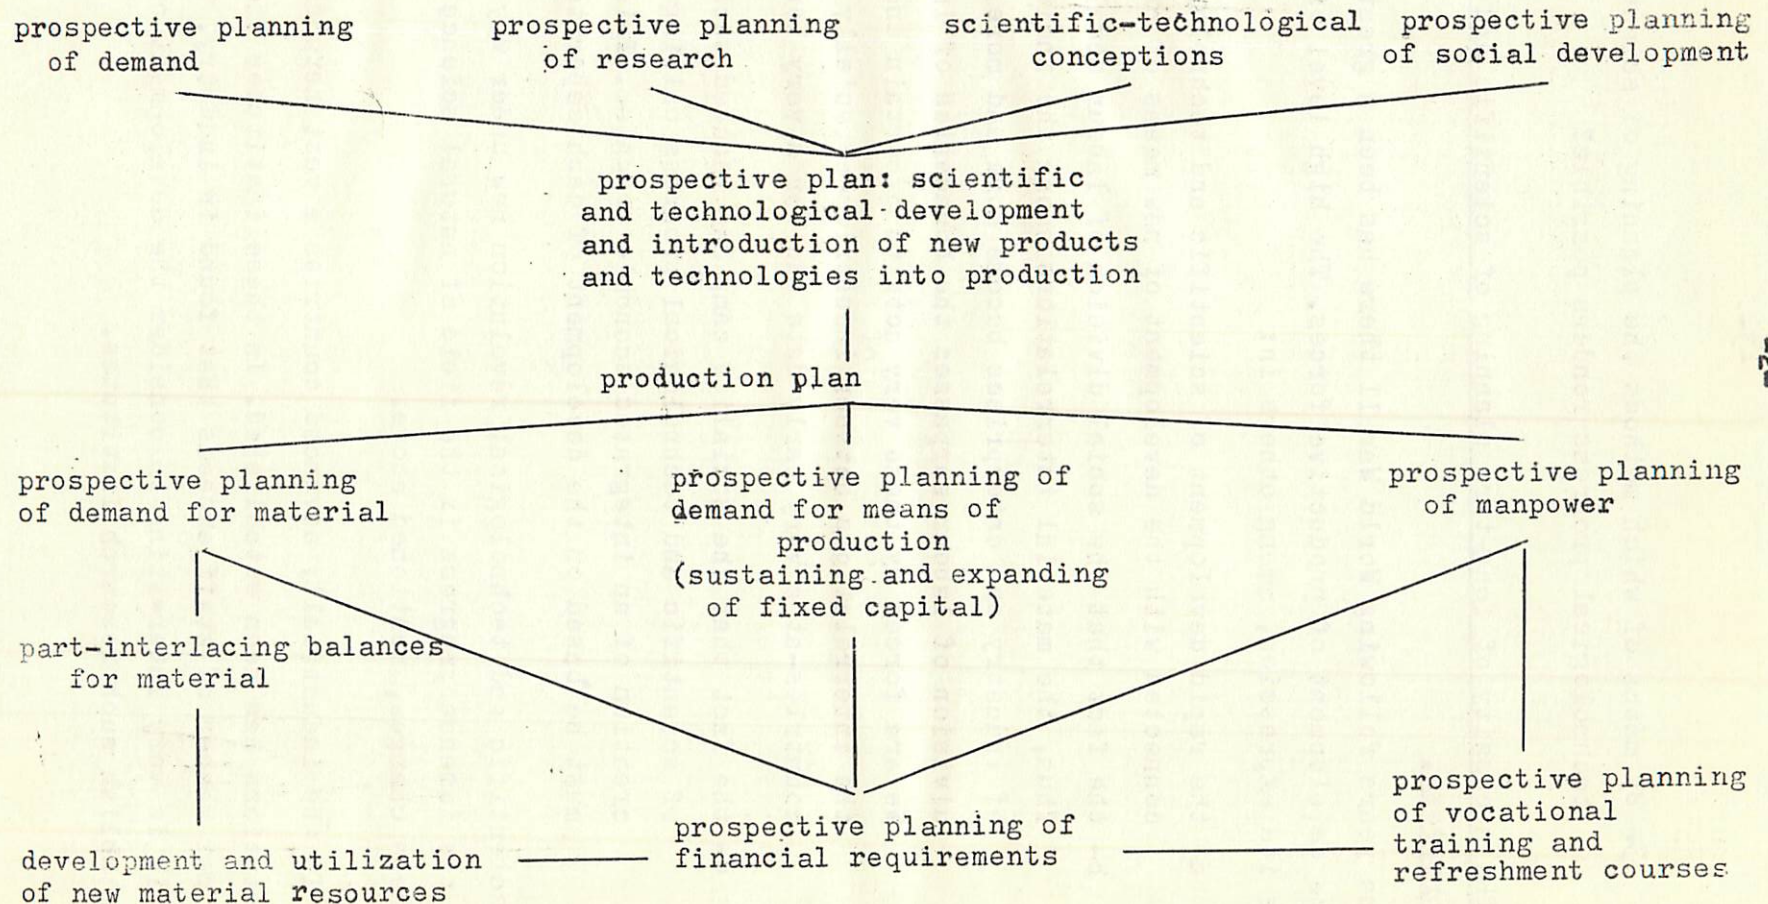 prospective planning
of demand
prospective planning
of research
scientific-technological
conceptions
prospective planning
of social development
prospective plan: scientific
and technological development
and introduction of new products
and technologies into production
production plan
prospective planning
of demand for material
prospective planning of
demand for means of
production
(sustaining and expanding
of fixed capital)
prospective planning
of manpower
part-interlacing balances
for material
development and utilization
of new material resources
prospective planning of
financial requirements
prospective planning
of vocational
training and
refreshment courses